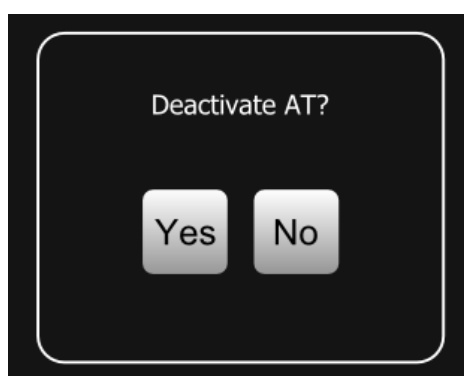 Deactivate AT?
Yes No